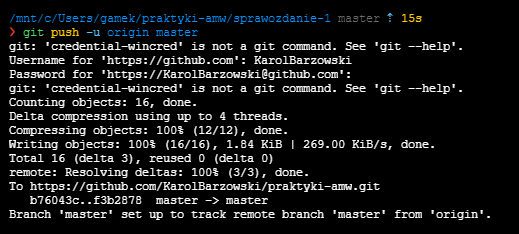 /mnt/c/Users/gamek/praktyki-amw/sprawozdanie-1 master ⇡ 15s
❯ git push -u origin master
git: 'credential-wincred' is not a git command. See 'git --help'.
Username for 'https://github.com': KarolBarzowski
Password for 'https://KarolBarzowski@github.com':
git: 'credential-wincred' is not a git command. See 'git --help'.
Counting objects: 16, done.
Delta compression using up to 4 threads.
Compressing objects: 100% (12/12), done.
Writing objects: 100% (16/16), 1.84 KiB | 269.00 KiB/s, done.
Total 16 (delta 3), reused 0 (delta 0)
remote: Resolving deltas: 100% (3/3), done.
To https://github.com/KarolBarzowski/praktyki-amw.git
   b76043c..f3b2878  master -> master
Branch 'master' set up to track remote branch 'master' from 'origin'.